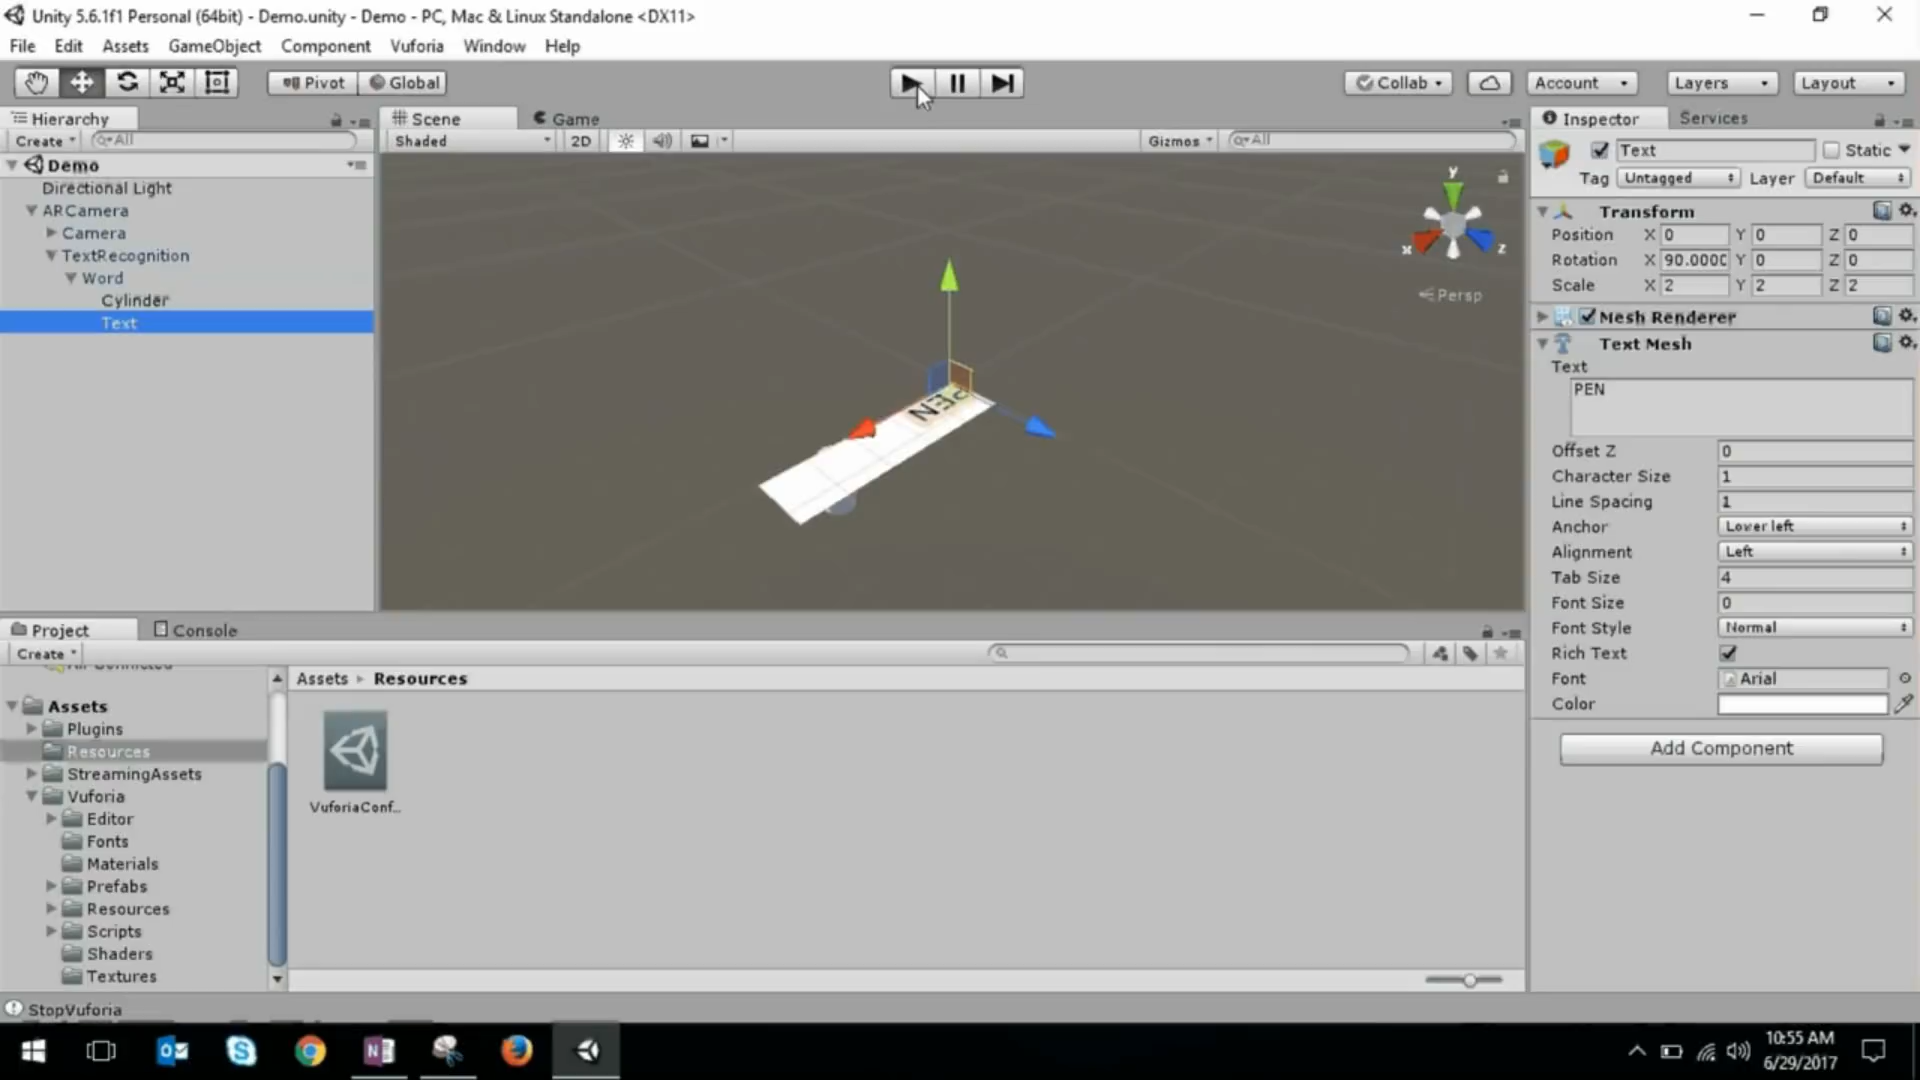 Unity 5.6.1f1 Personal (64bit) - Demo.unity - Demo - PC, Mac & Linux Standalone <DX11>
File Edit Assets GameObject Component Vuforia Window Help
Pivot Global Collab Account Layers Layout
Hierarchy
Create All
Demo
Directional Light
ARCamera
Camera
TextRecognition
Word
Cylinder
Text
Scene Game
Shaded 2D Gizmos All
y
x
z
Persp
PEN
Inspector Services
Text Static
Tag Untagged Layer Default
Transform
Position X 0 Y 0 Z 0
Rotation X 90.000C Y 0 Z 0
Scale X 2 Y 2 Z 2
Mesh Renderer
Text Mesh
Text
PEN
Offset Z 0
Character Size 1
Line Spacing 1
Anchor Lower left
Alignment Left
Tab Size 4
Font Size 0
Font Style Normal
Rich Text
Font Arial
Color
Add Component
Project Console
Create
Assets
Plugins
Resources
StreamingAssets
Vuforia
Editor
Fonts
Materials
Prefabs
Resources
Scripts
Shaders
Textures
Assets Resources
VuforiaConf...
StopVuforia
10:55 AM
6/29/2017